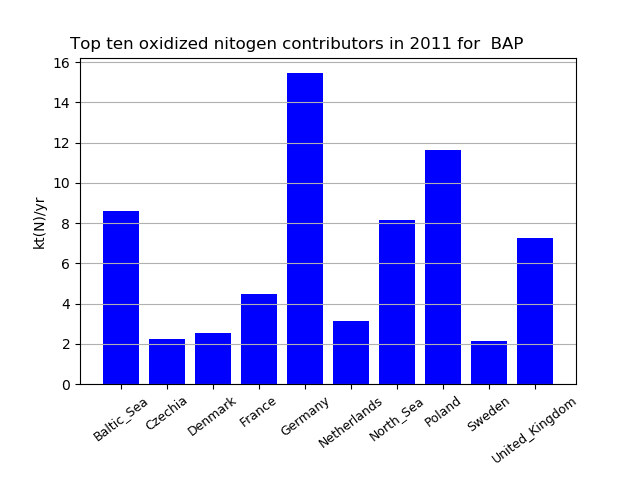 Top ten oxidized nitogen contributors in 2011 for  BAP
16
14
12
10
8
6
4
2
0
kt(N)/yr
Baltic_Sea
Czechia
Denmark
France
Germany
Netherlands
North_Sea
Poland
Sweden
United_Kingdom